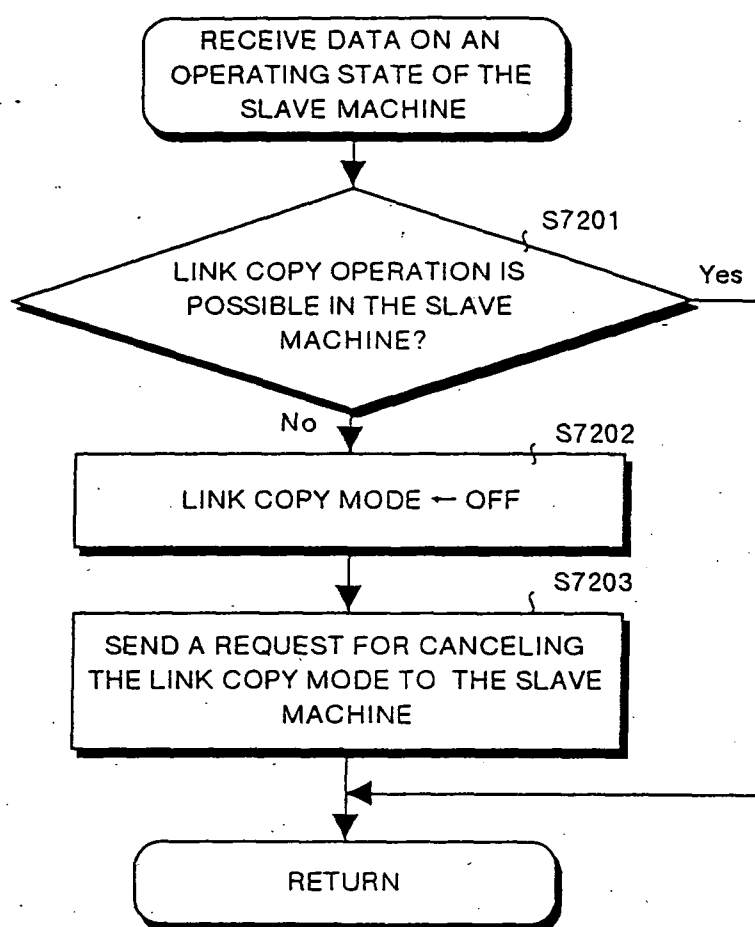 RECEIVE DATA ON AN
OPERATING STATE OF THE
SLAVE MACHINE
S7201
LINK COPY OPERATION IS
POSSIBLE IN THE SLAVE
MACHINE?
Yes
No
S7202
LINK COPY MODE ← OFF
S7203
SEND A REQUEST FOR CANCELING
THE LINK COPY MODE TO THE SLAVE
MACHINE
RETURN